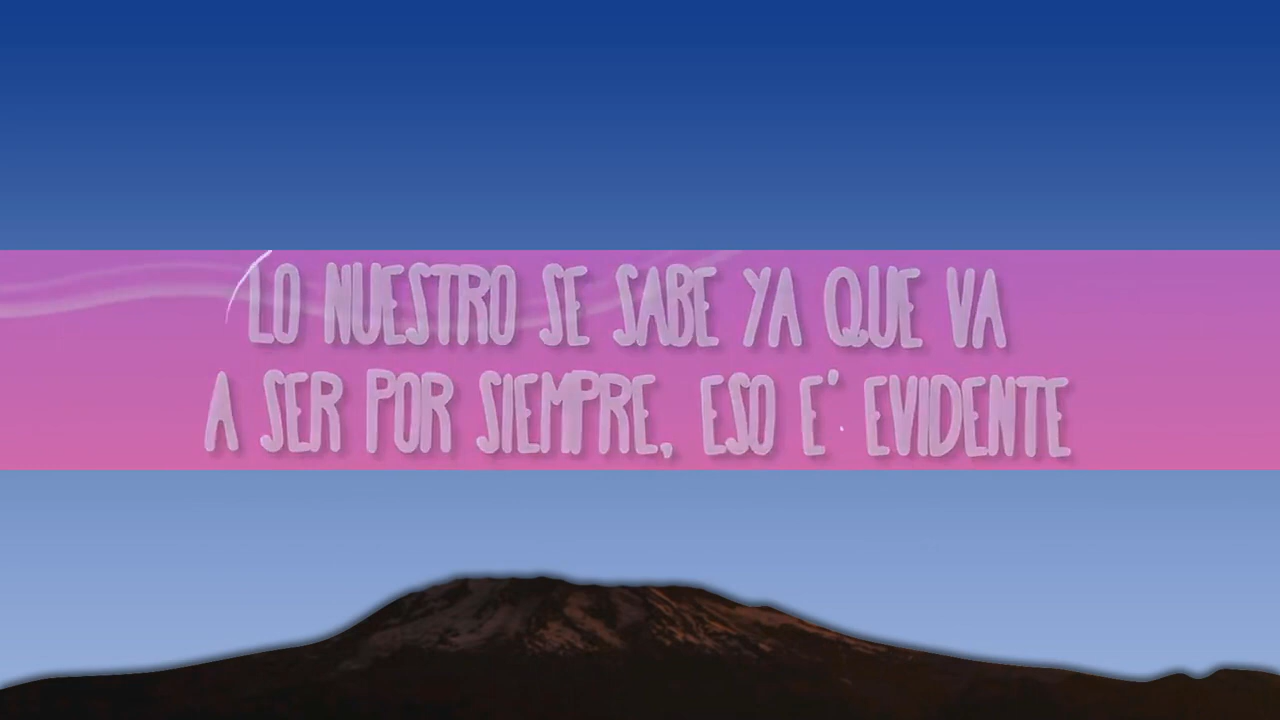 LO NUESTRO SE SABE YA QUE VA
A SER POR SIEMPRE, ESO E' EVIDENTE